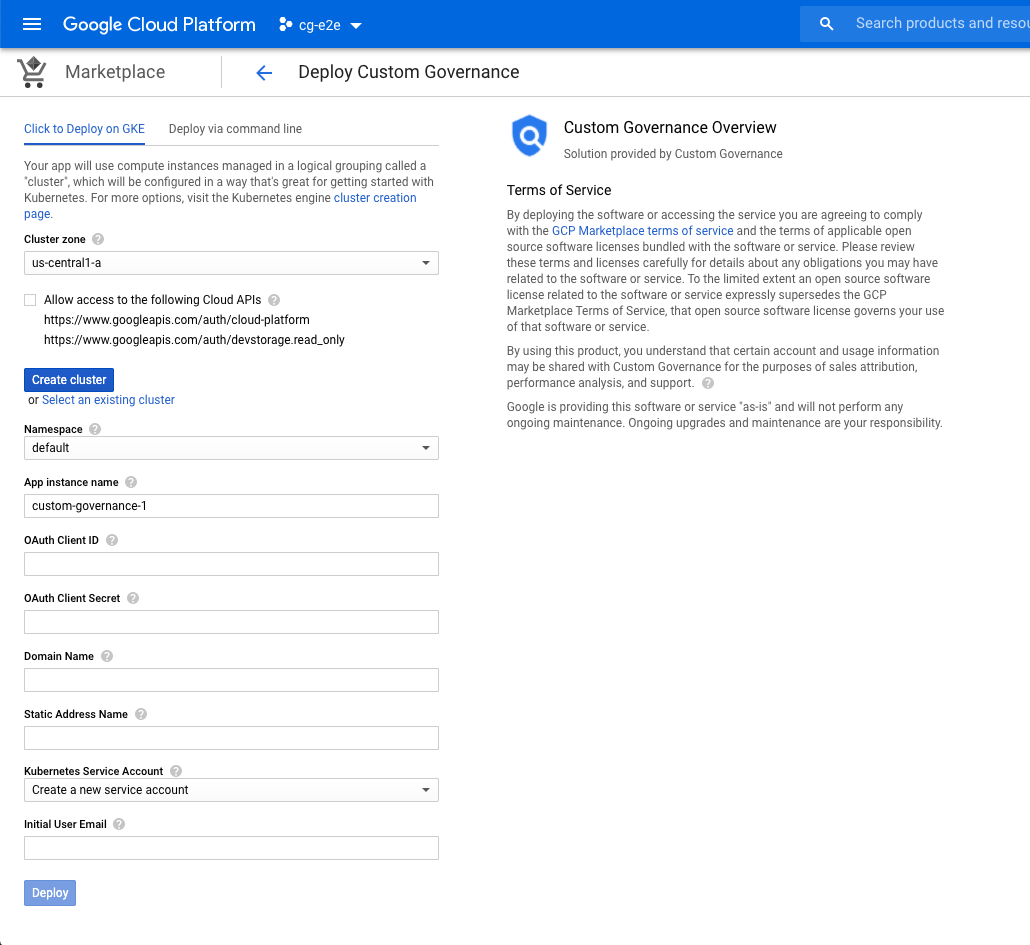 Google Cloud Platform
cg-e2e
Search products and resou
Marketplace
Deploy Custom Governance
Click to Deploy on GKE
Deploy via command line
Your app will use compute instances managed in a logical grouping called a
"cluster", which will be configured in a way that's great for getting started with
Kubernetes. For more options, visit the Kubernetes engine cluster creation
page.
Cluster zone ?
us-central1-a
Allow access to the following Cloud APIs ?
https://www.googleapis.com/auth/cloud-platform
https://www.googleapis.com/auth/devstorage.read_only
Create cluster
or Select an existing cluster
Namespace ?
default
App instance name ?
custom-governance-1
OAuth Client ID ?
OAuth Client Secret ?
Domain Name ?
Static Address Name ?
Kubernetes Service Account ?
Create a new service account
Initial User Email ?
Deploy
Custom Governance Overview
Solution provided by Custom Governance
Terms of Service
By deploying the software or accessing the service you are agreeing to comply
with the GCP Marketplace terms of service and the terms of applicable open
source software licenses bundled with the software or service. Please review
these terms and licenses carefully for details about any obligations you may have
related to the software or service. To the limited extent an open source software
license related to the software or service expressly supersedes the GCP
Marketplace Terms of Service, that open source software license governs your use
of that software or service.
By using this product, you understand that certain account and usage information
may be shared with Custom Governance for the purposes of sales attribution,
performance analysis, and support. ?
Google is providing this software or service "as-is" and will not perform any
ongoing maintenance. Ongoing upgrades and maintenance are your responsibility.